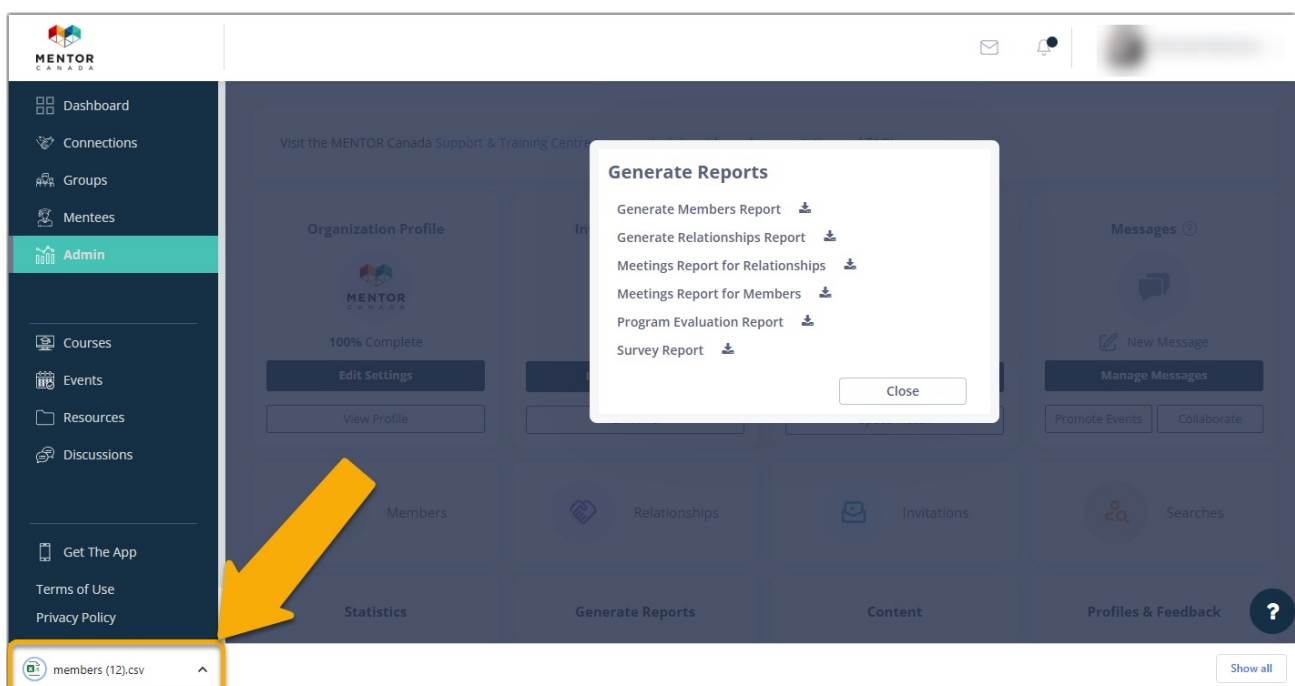 MENTOR
CANADA
Dashboard
Connections
Groups
Mentees
Admin
Courses
Events
Resources
Discussions
Get The App
Terms of Use
Privacy Policy
Visit the MENTOR Canada Support & Training Centre
Organization Profile
MENTOR
CANADA
100% Complete
Edit Settings
View Profile
Generate Reports
Generate Members Report
Generate Relationships Report
Meetings Report for Relationships
Meetings Report for Members
Program Evaluation Report
Survey Report
Close
Messages ?
New Message
Manage Messages
Promote Events Collaborate
Members Relationships Invitations Searches
Statistics Generate Reports Content Profiles & Feedback
?
members (12).csv
Show all